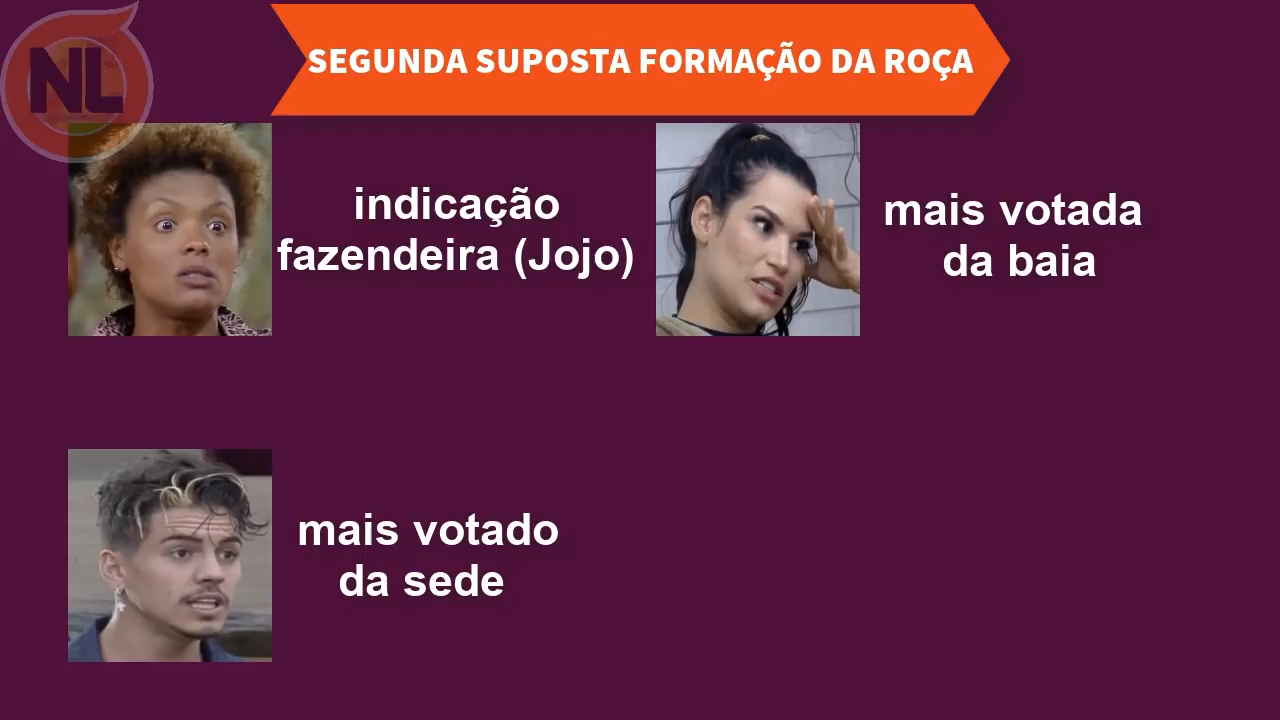 NL
SEGUNDA SUPOSTA FORMAÇÃO DA ROÇA
indicação
fazendeira (Jojo)
mais votada
da baia
mais votado
da sede